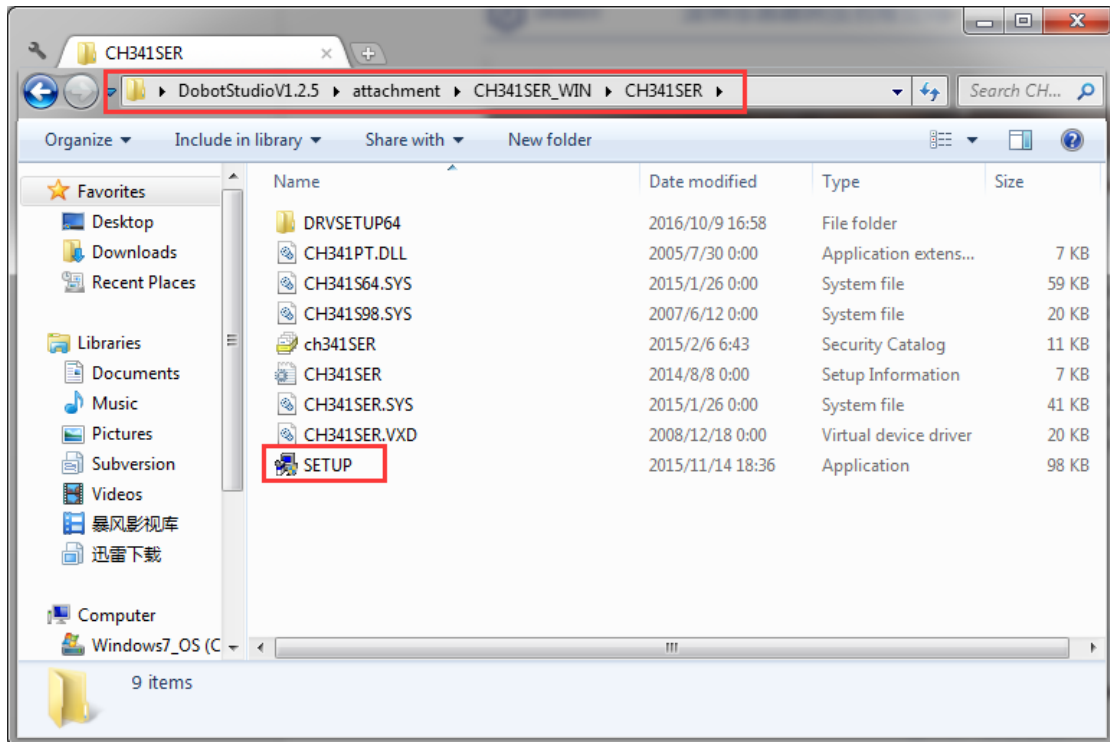 CH341SER
DobotStudioV1.2.5 attachment CH341SER_WIN CH341SER Search CH...
Organize Include in library Share with New folder
Favorites
Desktop
Downloads
Recent Places
Libraries
Documents
Music
Pictures
Subversion
Videos
暴风影视库
迅雷下载
Computer
Windows7_OS (C
Name Date modified Type Size
DRVSETUP64 2016/10/9 16:58 File folder
CH341PT.DLL 2005/7/30 0:00 Application extens... 7 KB
CH341S64.SYS 2015/1/26 0:00 System file 59 KB
CH341S98.SYS 2007/6/12 0:00 System file 20 KB
ch341SER 2015/2/6 6:43 Security Catalog 11 KB
CH341SER 2014/8/8 0:00 Setup Information 7 KB
CH341SER.SYS 2015/1/26 0:00 System file 41 KB
CH341SER.VXD 2008/12/18 0:00 Virtual device driver 20 KB
SETUP 2015/11/14 18:36 Application 98 KB
9 items